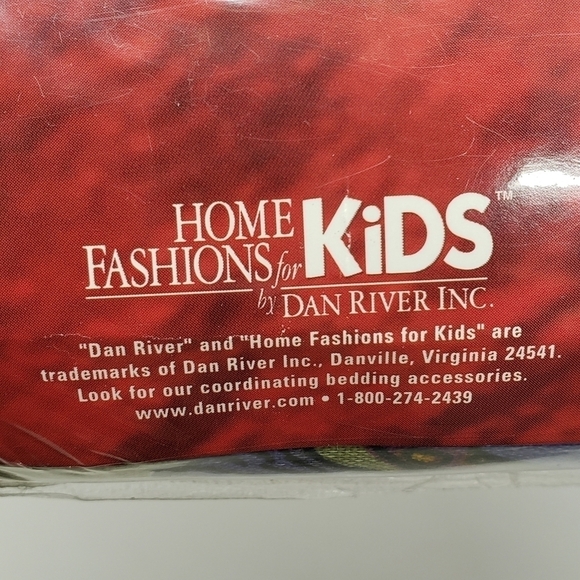 HOME
FASHIONS for KiDS™
by DAN RIVER INC.
"Dan River" and "Home Fashions for Kids" are
trademarks of Dan River Inc., Danville, Virginia 24541.
Look for our coordinating bedding accessories.
www.danriver.com • 1-800-274-2439